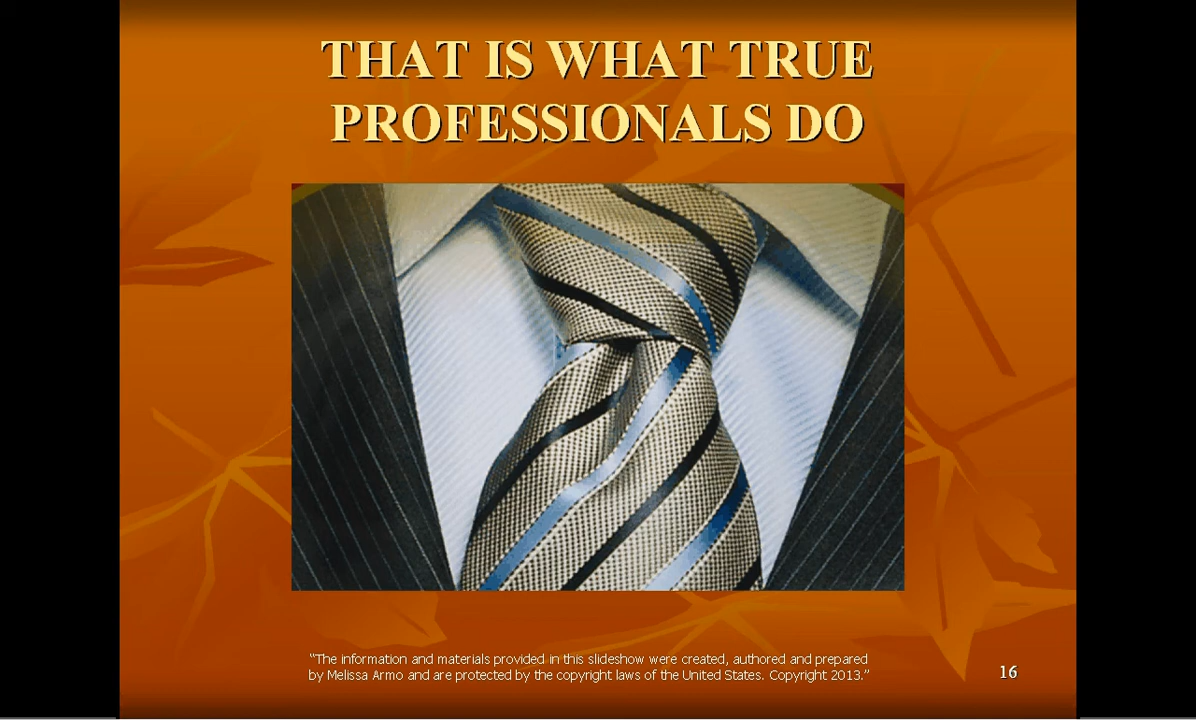 THAT IS WHAT TRUE
PROFESSIONALS DO
"The information and materials provided in this slideshow were created, authored and prepared
by Melissa Armo and are protected by the copyright laws of the United States. Copyright 2013."
16